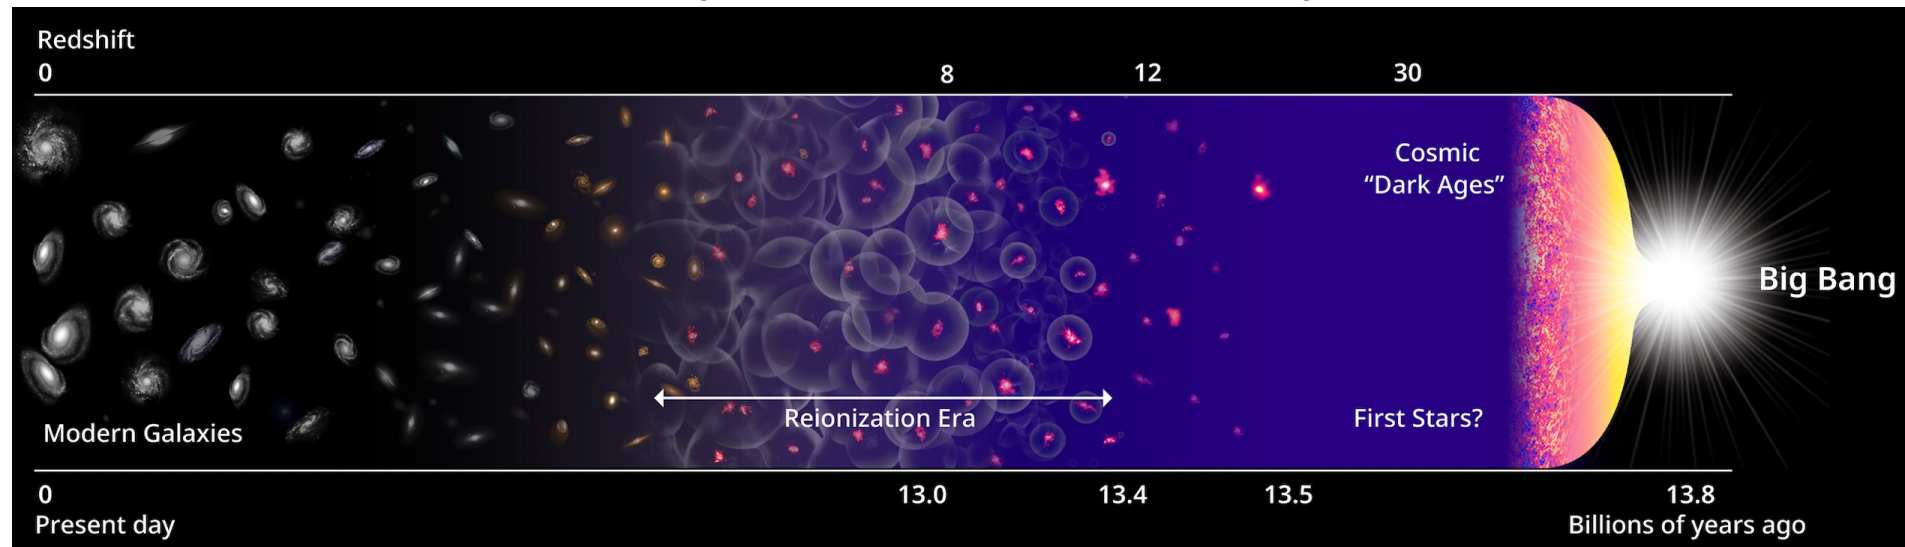 Redshift
0 8 12 30
Cosmic
“Dark Ages”
Big Bang
Reionization Era
First Stars?
Modern Galaxies
0 13.0 13.4 13.5 13.8
Present day Billions of years ago